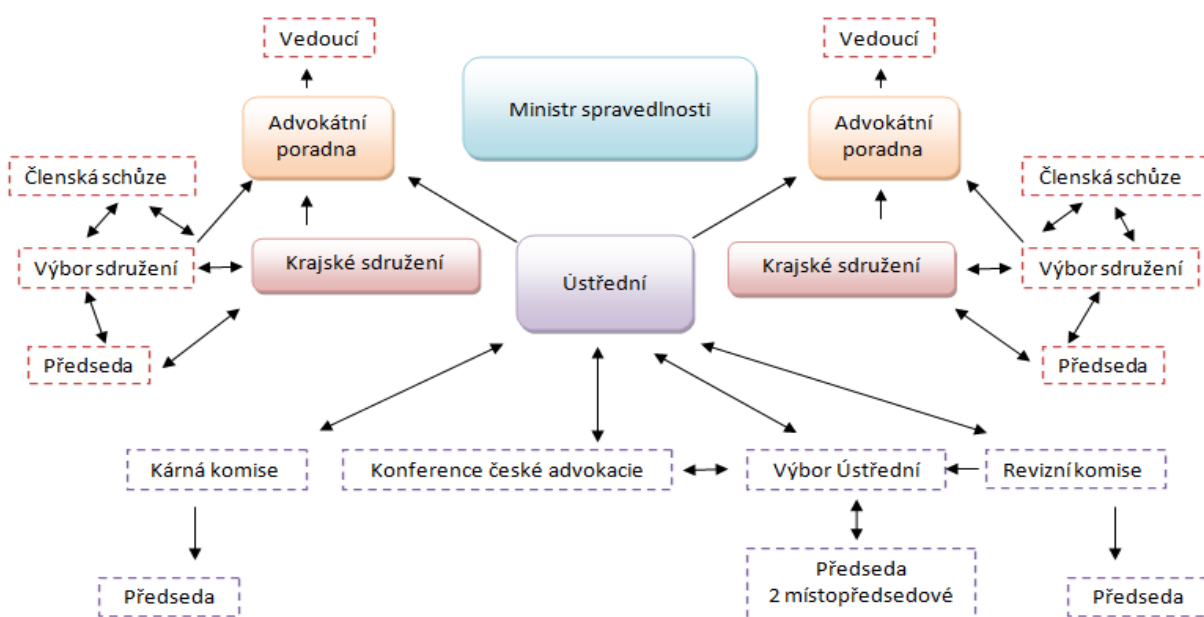 Vedoucí
Vedoucí
Ministr spravedlnosti
Advokátní
poradna
Advokátní
poradna
Členská schůze
Členská schůze
Výbor sdružení
Krajské sdružení
Ústřední
Krajské sdružení
Výbor sdružení
Předseda
Předseda
Kárná komise
Konference české advokacie
Výbor Ústřední
Revizní komise
Předseda
Předseda
2 místopředsedové
Předseda